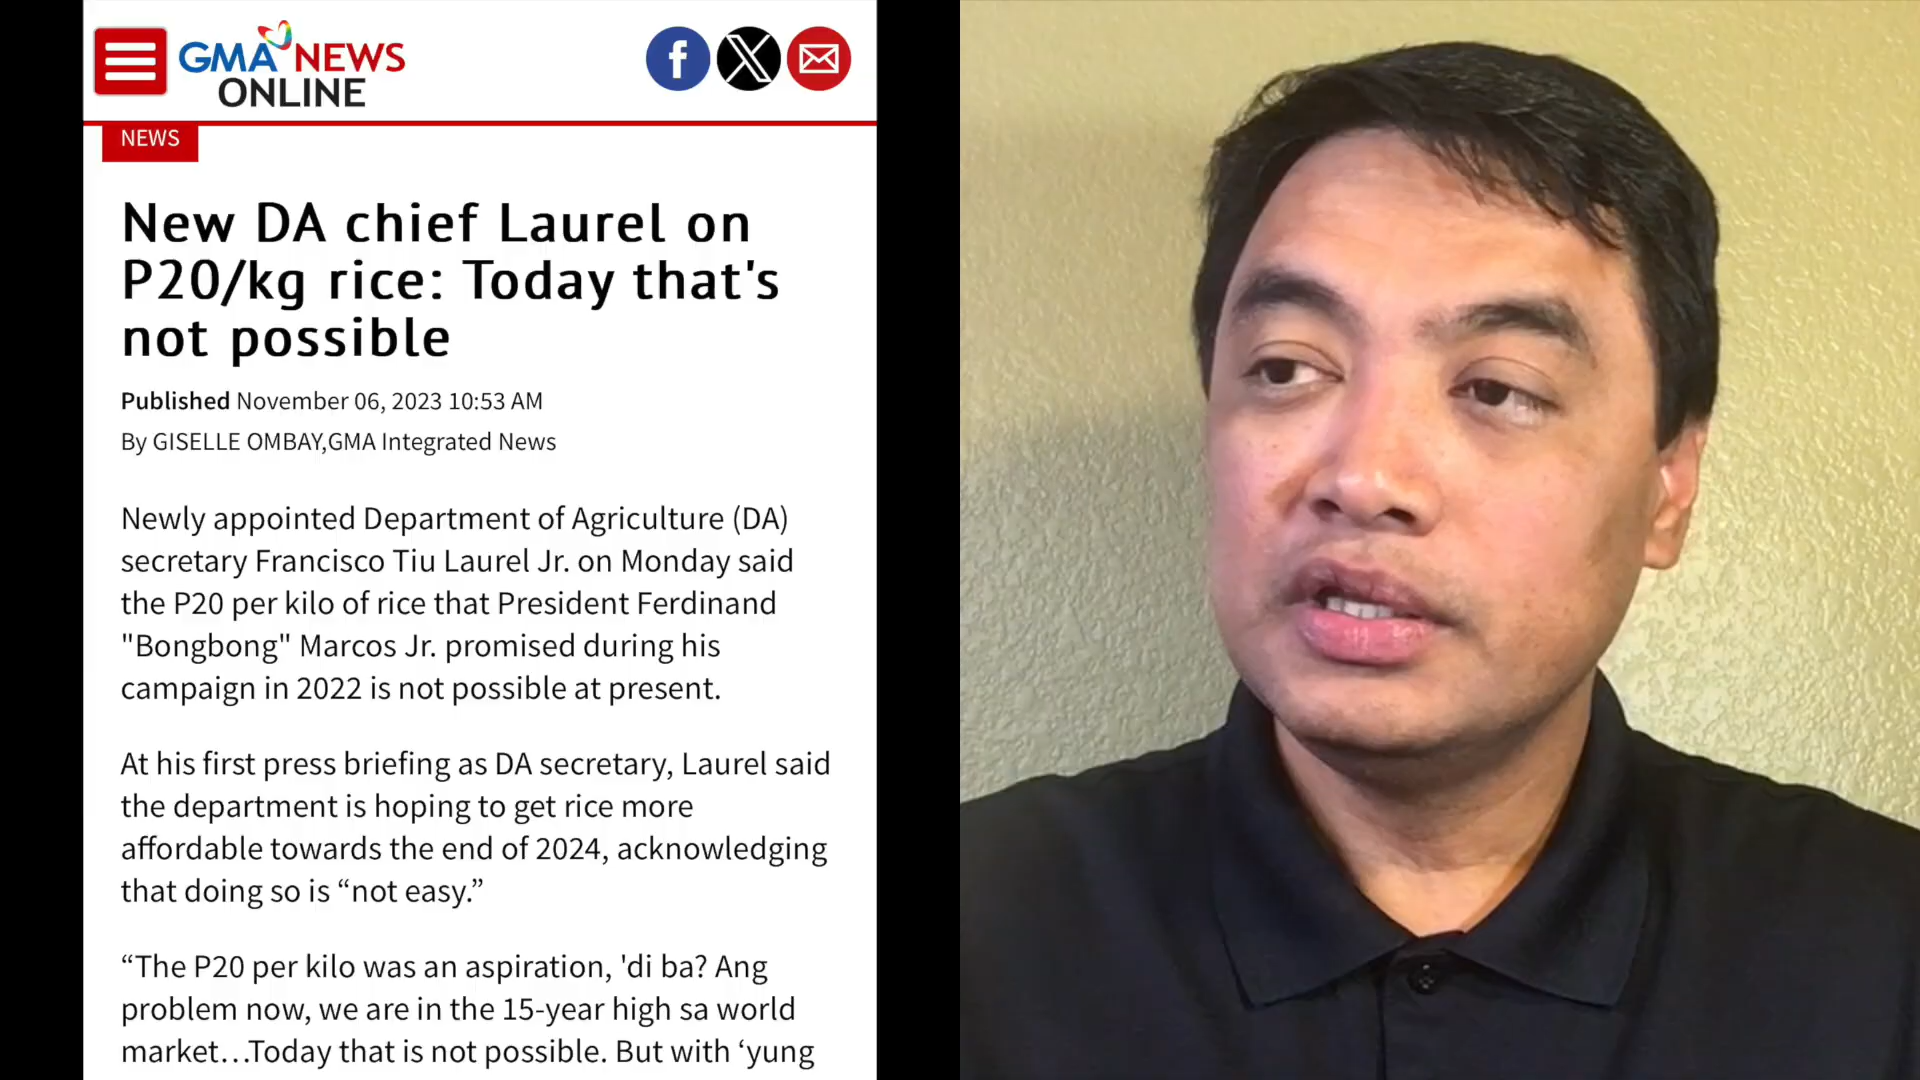 GMA NEWS
ONLINE
NEWS
New DA chief Laurel on
P20/kg rice: Today that's
not possible
Published November 06, 2023 10:53 AM
By GISELLE OMBAY,GMA Integrated News
Newly appointed Department of Agriculture (DA)
secretary Francisco Tiu Laurel Jr. on Monday said
the P20 per kilo of rice that President Ferdinand
"Bongbong" Marcos Jr. promised during his
campaign in 2022 is not possible at present.
At his first press briefing as DA secretary, Laurel said
the department is hoping to get rice more
affordable towards the end of 2024, acknowledging
that doing so is “not easy.”
“The P20 per kilo was an aspiration, 'di ba? Ang
problem now, we are in the 15-year high sa world
market…Today that is not possible. But with ‘yung